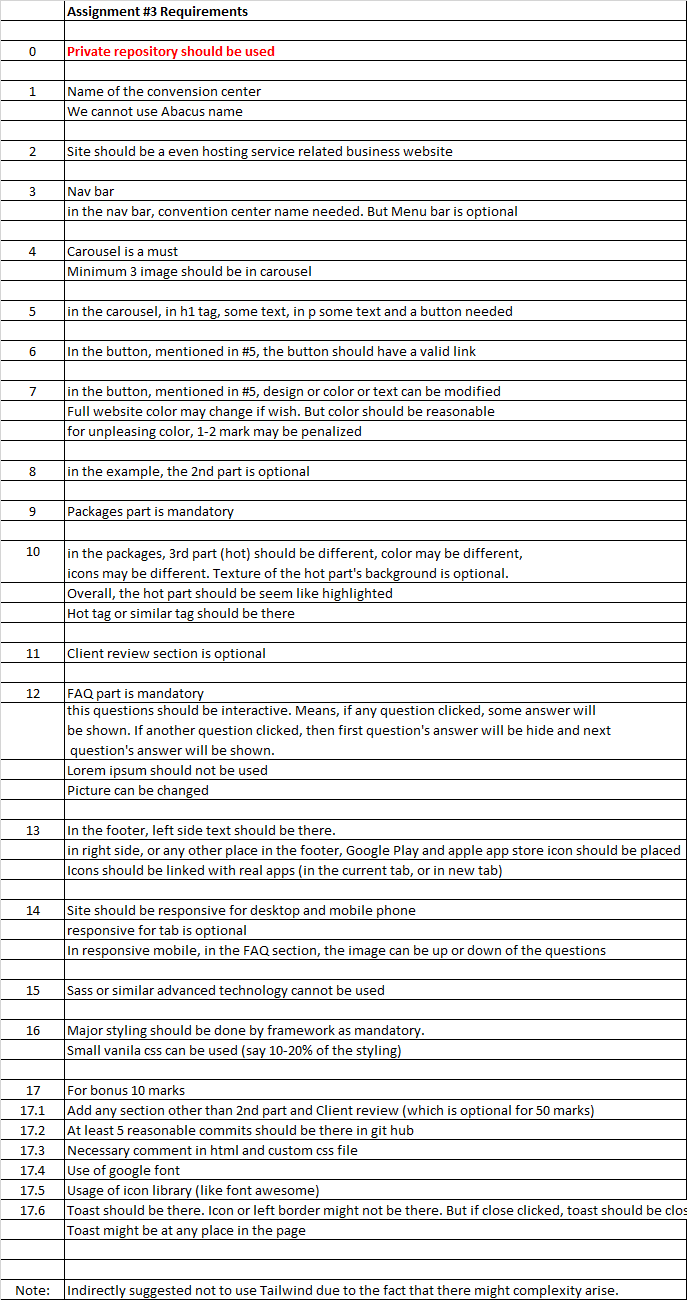 Assignment #3 Requirements
0 Private repository should be used
1 Name of the convension center
We cannot use Abacus name
2 Site should be a even hosting service related business website
3 Nav bar
in the nav bar, convention center name needed. But Menu bar is optional
4 Carousel is a must
Minimum 3 image should be in carousel
5 in the carousel, in h1 tag, some text, in p some text and a button needed
6 In the button, mentioned in #5, the button should have a valid link
7 in the button, mentioned in #5, design or color or text can be modified
Full website color may change if wish. But color should be reasonable
for unpleasing color, 1-2 mark may be penalized
8 in the example, the 2nd part is optional
9 Packages part is mandatory
10 in the packages, 3rd part (hot) should be different, color may be different,
icons may be different. Texture of the hot part's background is optional.
Overall, the hot part should be seem like highlighted
Hot tag or similar tag should be there
11 Client review section is optional
12 FAQ part is mandatory
this questions should be interactive. Means, if any question clicked, some answer will
be shown. If another question clicked, then first question's answer will be hide and next
question's answer will be shown.
Lorem ipsum should not be used
Picture can be changed
13 In the footer, left side text should be there.
in right side, or any other place in the footer, Google Play and apple app store icon should be placed
Icons should be linked with real apps (in the current tab, or in new tab)
14 Site should be responsive for desktop and mobile phone
responsive for tab is optional
In responsive mobile, in the FAQ section, the image can be up or down of the questions
15 Sass or similar advanced technology cannot be used
16 Major styling should be done by framework as mandatory.
Small vanila css can be used (say 10-20% of the styling)
17 For bonus 10 marks
17.1 Add any section other than 2nd part and Client review (which is optional for 50 marks)
17.2 At least 5 reasonable commits should be there in git hub
17.3 Necessary comment in html and custom css file
17.4 Use of google font
17.5 Usage of icon library (like font awesome)
17.6 Toast should be there. Icon or left border might not be there. But if close clicked, toast should be clos
Toast might be at any place in the page
Note: Indirectly suggested not to use Tailwind due to the fact that there might complexity arise.